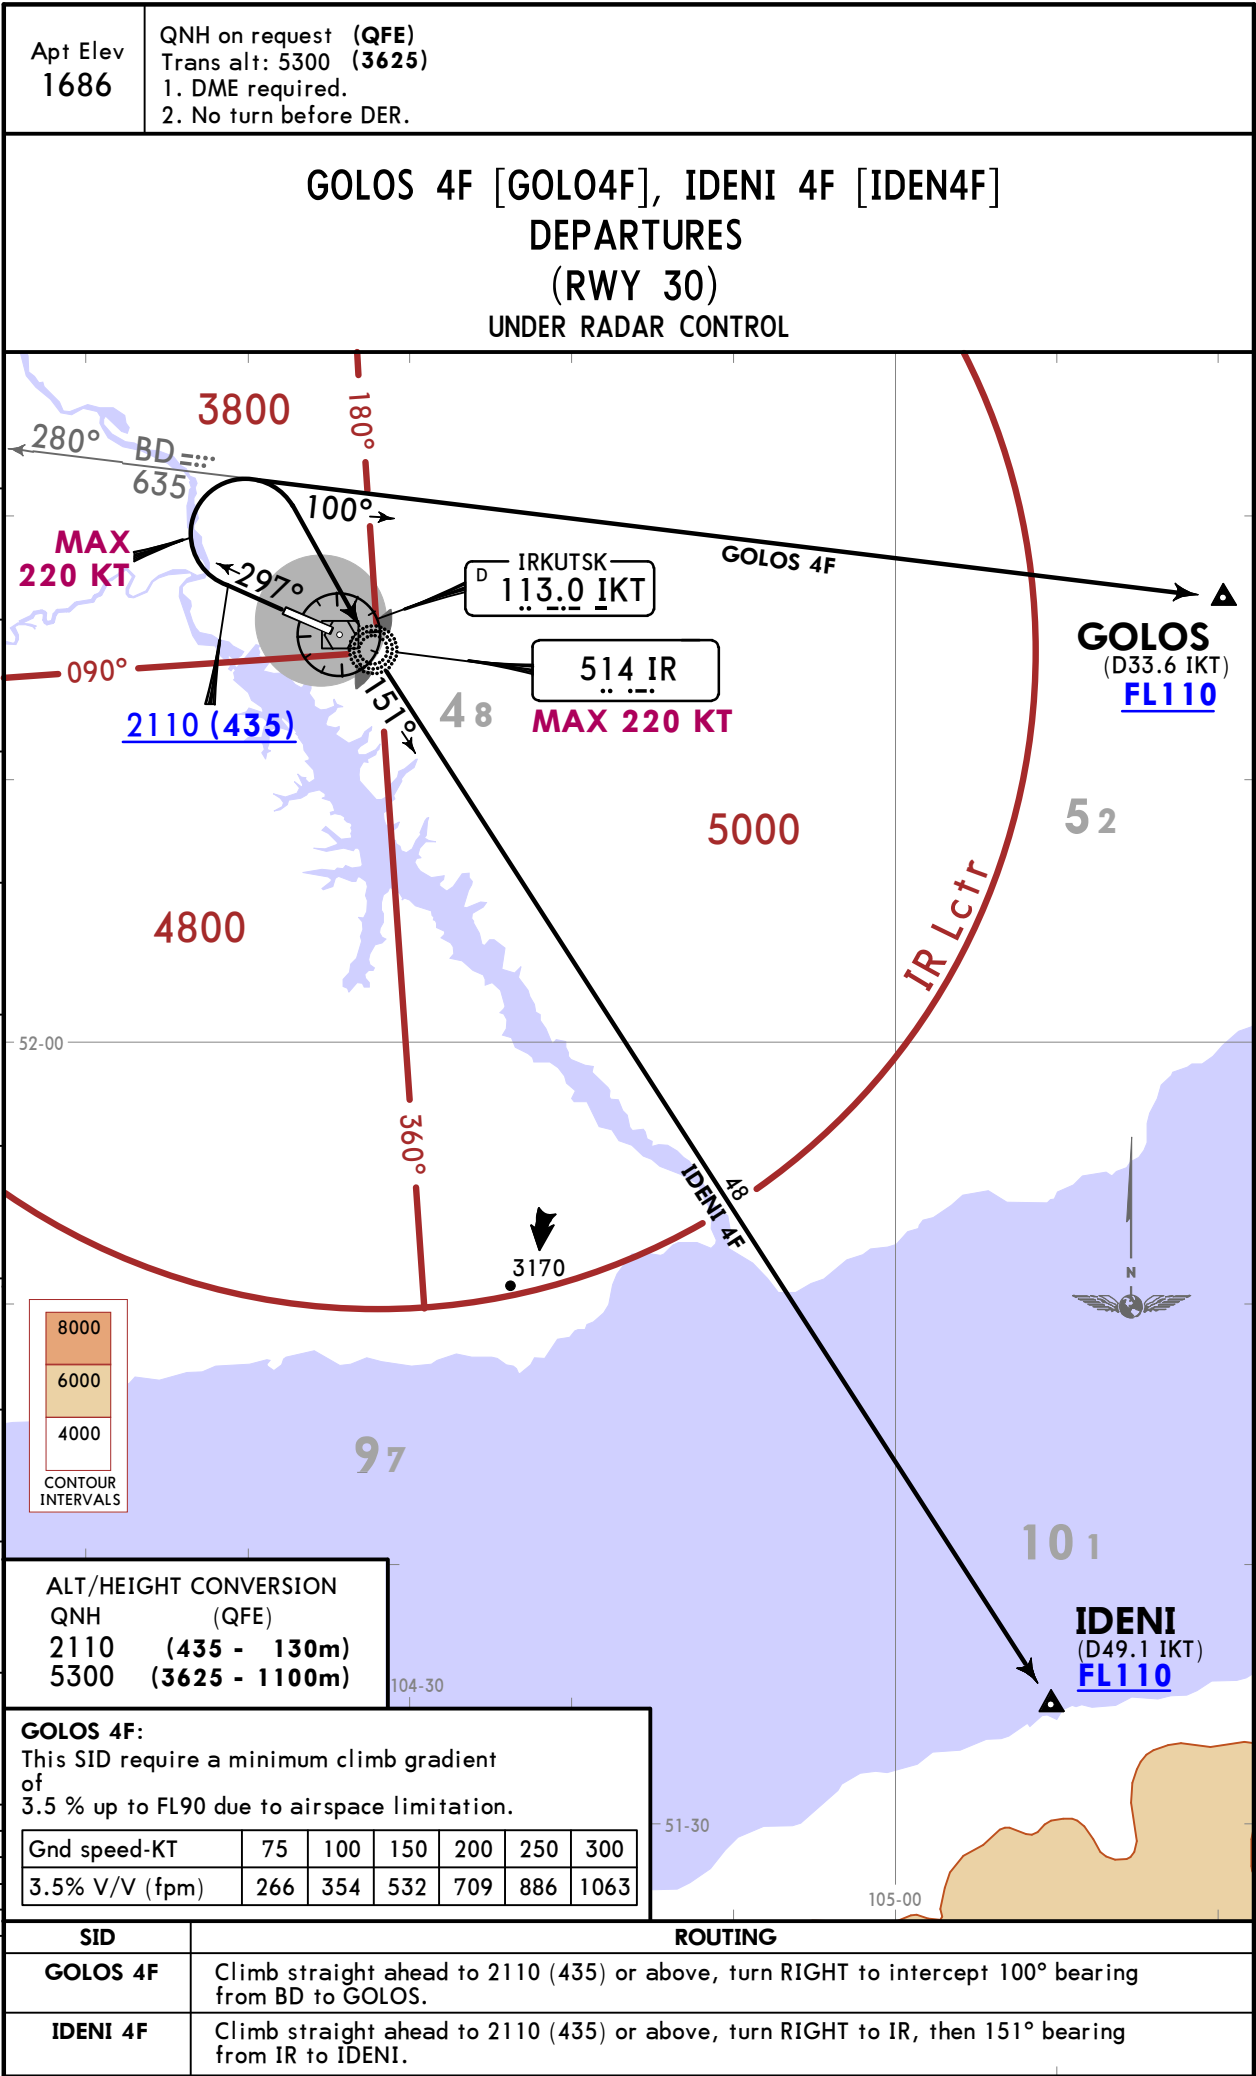 Apt Elev
1686
QNH on request (QFE)
Trans alt: 5300 (3625)
1. DME required.
2. No turn before DER.
GOLOS 4F [GOLO4F], IDENI 4F [IDEN4F]
DEPARTURES
(RWY 30)
UNDER RADAR CONTROL
3800
180°
280°
BD
635
100°
MAX
220 KT
GOLOS 4F
297°
IRKUTSK
D 113.0 IKT
GOLOS
(D33.6 IKT)
FL110
090°
514 IR
MAX 220 KT
2110 (435)
151°
48
52
5000
4800
IR Lctr
52-00
360°
48
IDENI 4F
3170
N
8000
6000
4000
CONTOUR
INTERVALS
97
101
ALT/HEIGHT CONVERSION
QNH (QFE)
2110 (435 - 130m)
5300 (3625 - 1100m)
IDENI
(D49.1 IKT)
FL110
104-30
GOLOS 4F:
This SID require a minimum climb gradient
of
3.5 % up to FL90 due to airspace limitation.
51-30
Gnd speed-KT 75 100 150 200 250 300
3.5% V/V (fpm) 266 354 532 709 886 1063
105-00
SID ROUTING
GOLOS 4F Climb straight ahead to 2110 (435) or above, turn RIGHT to intercept 100° bearing
from BD to GOLOS.
IDENI 4F Climb straight ahead to 2110 (435) or above, turn RIGHT to IR, then 151° bearing
from IR to IDENI.